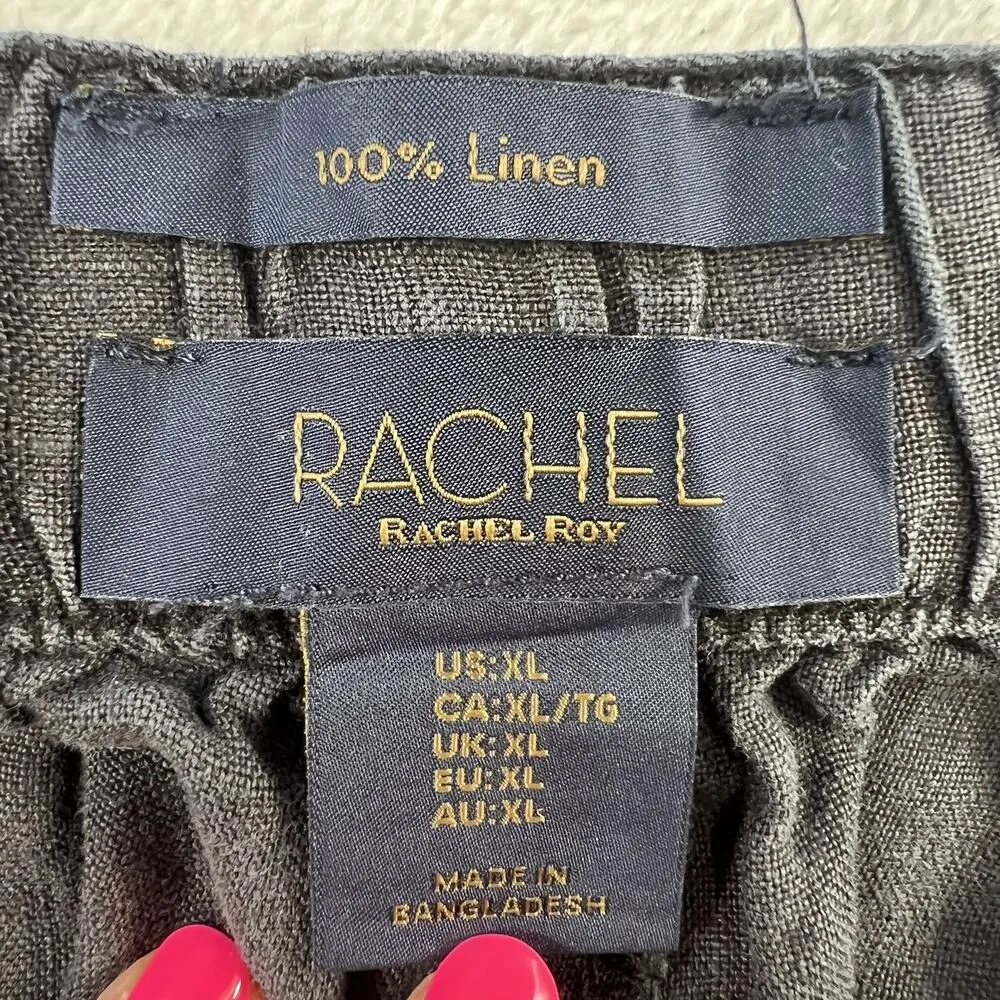 100% Linen
RACHEL
RACHEL ROY
US:XL
CA:XL/TG
UK:XL
EU:XL
AU:XL
MADE IN
BANGLADESH